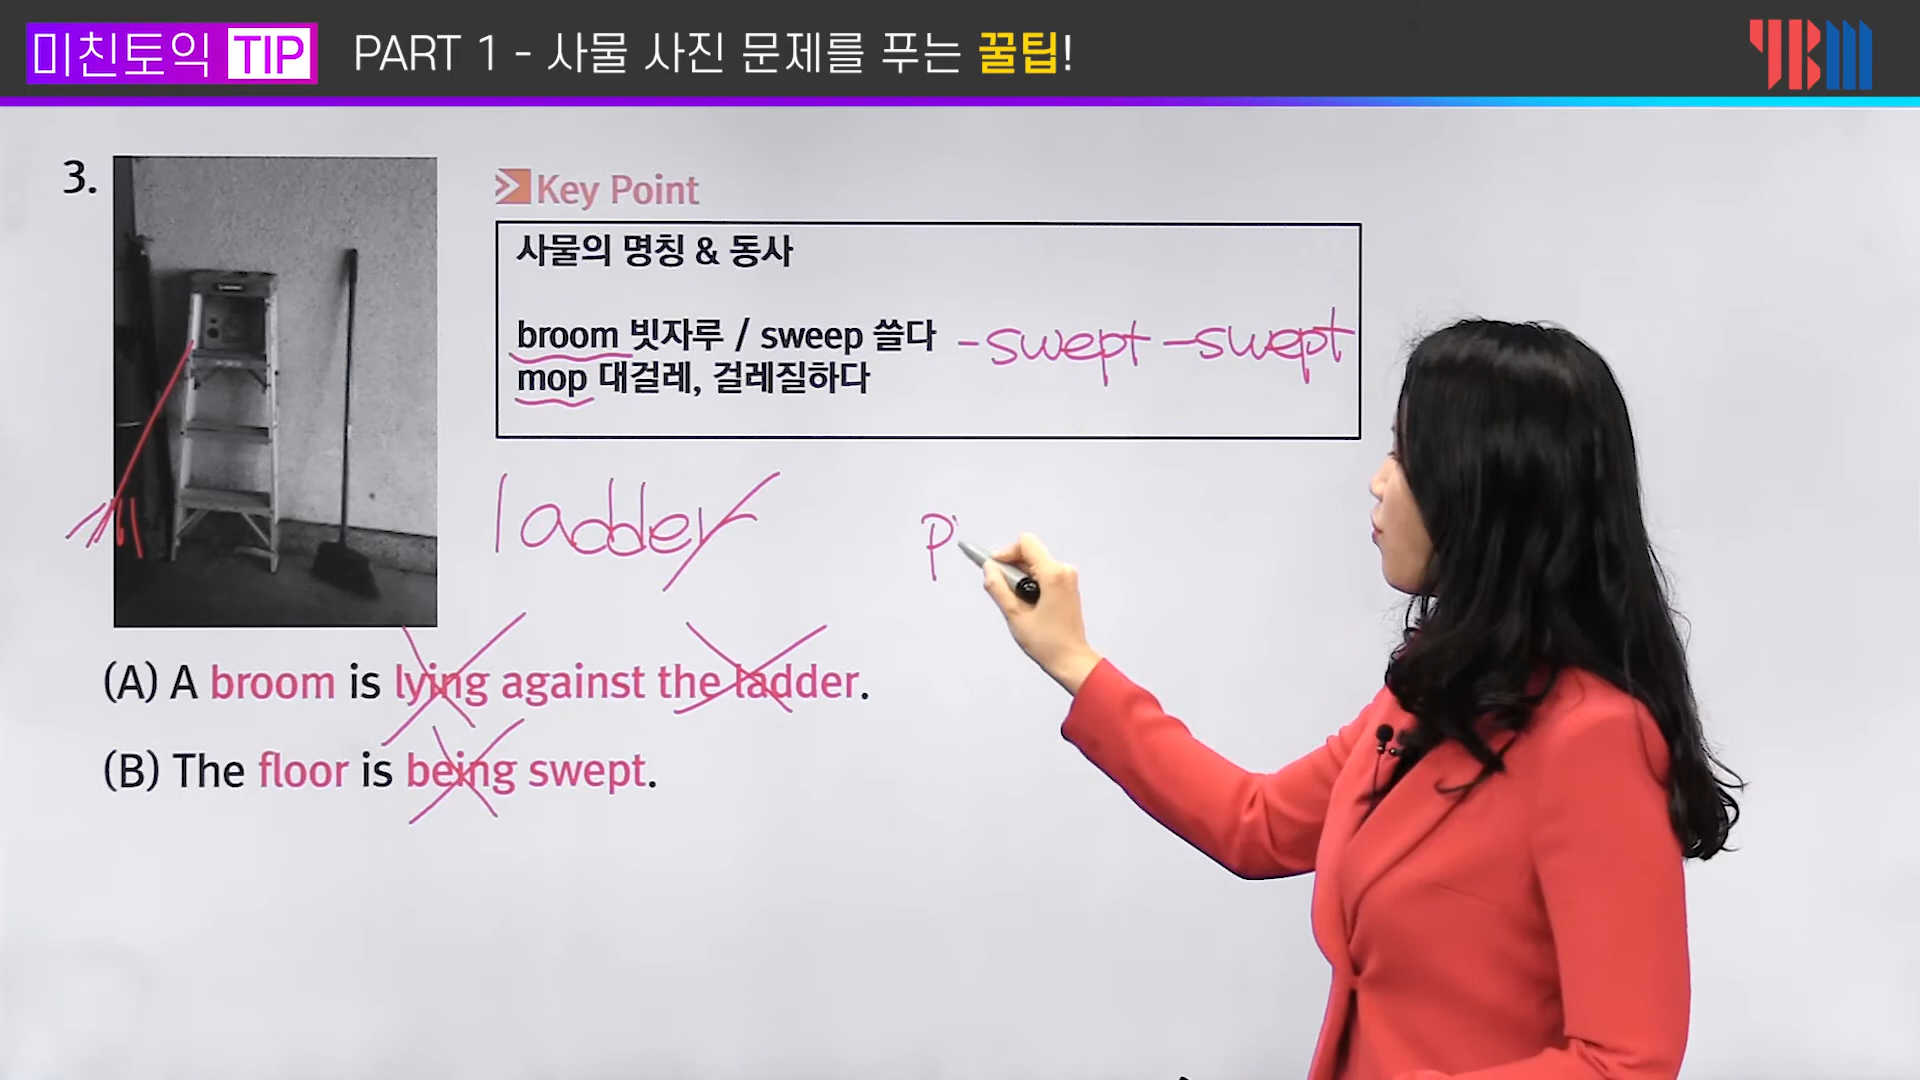 미친토익 TIP PART 1 - 사물 사진 문제를 푸는 꿀팁!
YBM
3.
Key Point
사물의 명칭 & 동사
broom 빗자루 / sweep 쓸다 - swept - swept
mop 대걸레, 걸레질하다
ladder
P
(A) A broom is lying against the ladder.
(B) The floor is being swept.